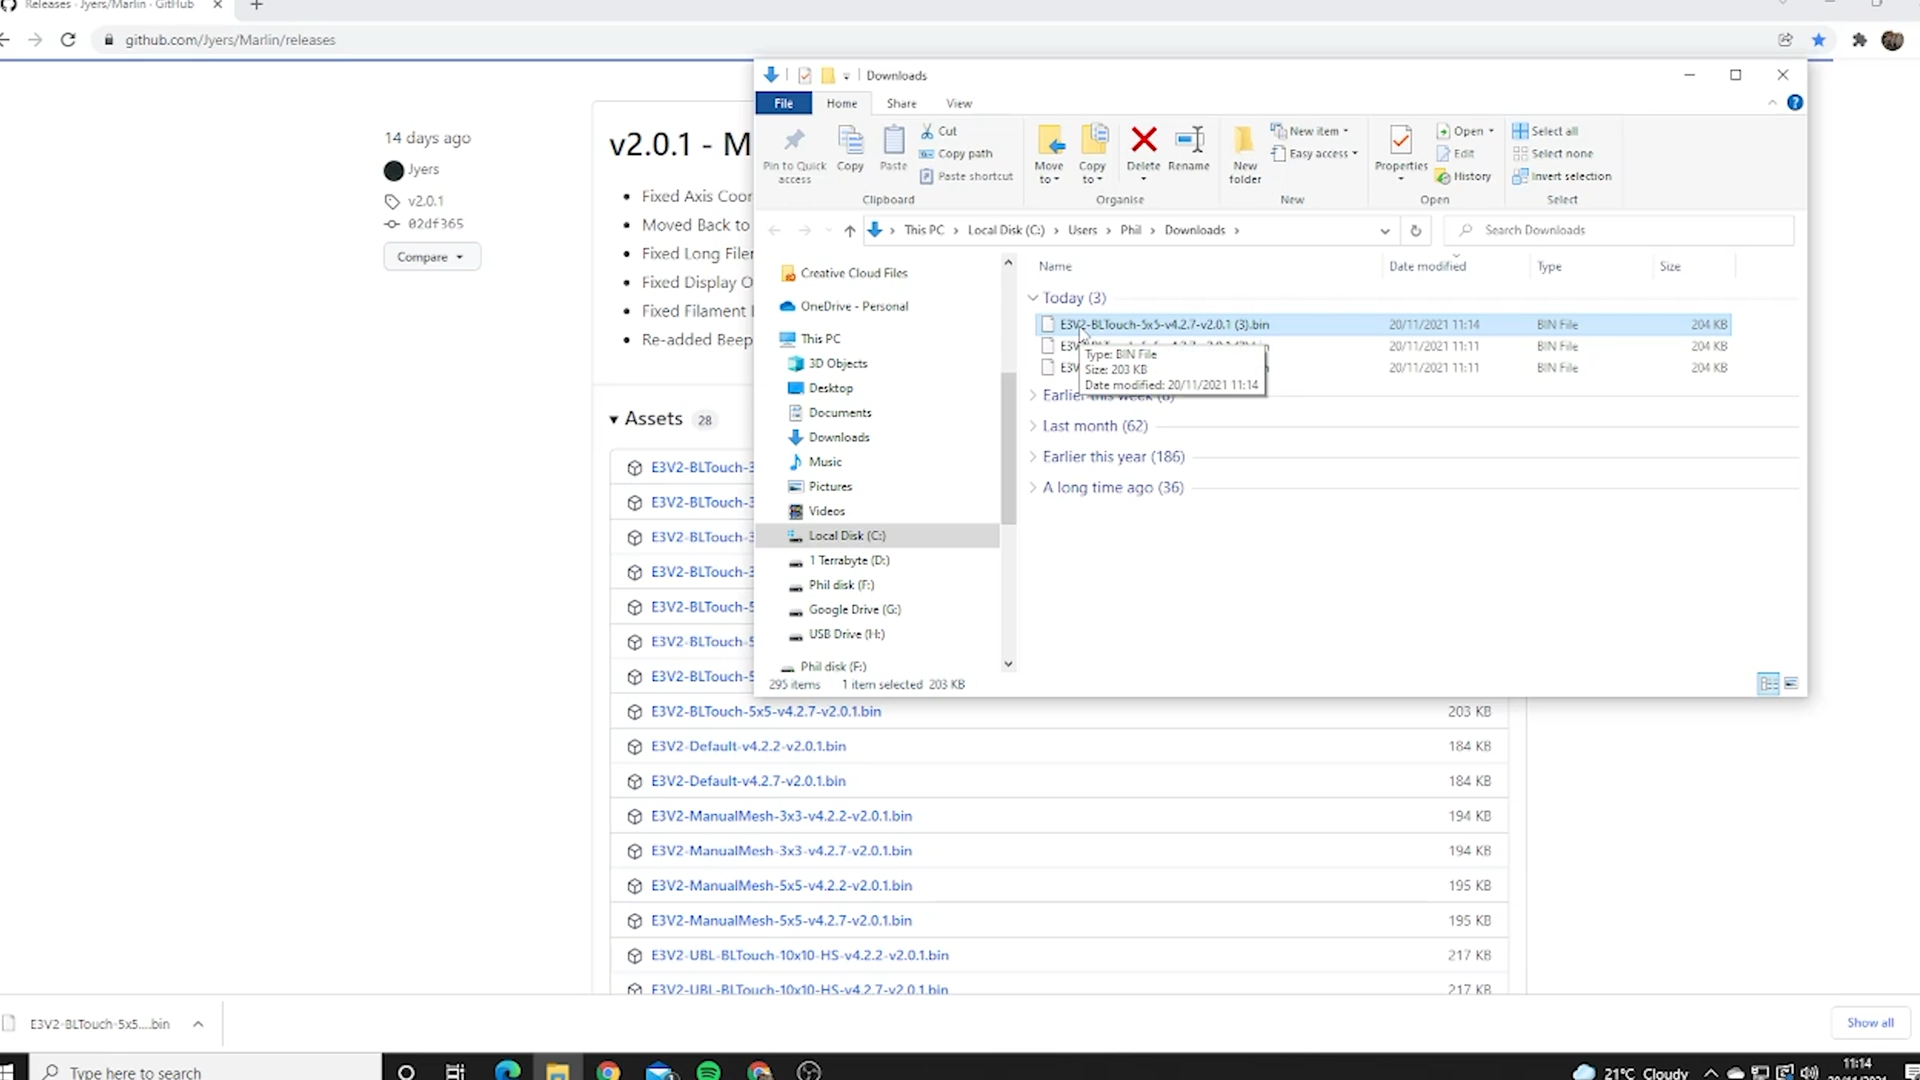 Releases · Jyers/Marlin · GitHub
github.com/Jyers/Marlin/releases
14 days ago
Jyers
v2.0.1
02df365
Compare
v2.0.1 - M
Fixed Axis Coor
Moved Back to
Fixed Long Filer
Fixed Display O
Fixed Filament
Re-added Beep
Assets 28
E3V2-BLTouch-3
E3V2-BLTouch-3
E3V2-BLTouch-3
E3V2-BLTouch-3
E3V2-BLTouch-5
E3V2-BLTouch-5
E3V2-BLTouch-5
E3V2-BLTouch-5x5-v4.2.7-v2.0.1.bin 203 KB
E3V2-Default-v4.2.2-v2.0.1.bin 184 KB
E3V2-Default-v4.2.7-v2.0.1.bin 184 KB
E3V2-ManualMesh-3x3-v4.2.2-v2.0.1.bin 194 KB
E3V2-ManualMesh-3x3-v4.2.7-v2.0.1.bin 194 KB
E3V2-ManualMesh-5x5-v4.2.2-v2.0.1.bin 195 KB
E3V2-ManualMesh-5x5-v4.2.7-v2.0.1.bin 195 KB
E3V2-UBL-BLTouch-10x10-HS-v4.2.2-v2.0.1.bin 217 KB
E3V2-UBL-BLTouch-10x10-HS-v4.2.7-v2.0.1.bin 217 KB
Downloads
File Home Share View
Pin to Quick access
Copy
Paste
Cut
Copy path
Paste shortcut
Clipboard
Move to
Copy to
Delete
Rename
Organise
New folder
New item
Easy access
New
Properties
Open
Edit
History
Open
Select all
Select none
Invert selection
Select
This PC › Local Disk (C:) › Users › Phil › Downloads ›
Search Downloads
Creative Cloud Files
OneDrive - Personal
This PC
3D Objects
Desktop
Documents
Downloads
Music
Pictures
Videos
Local Disk (C:)
1 Terrabyte (D:)
Phil disk (F:)
Google Drive (G:)
USB Drive (H:)
Phil disk (F:)
Name Date modified Type Size
Today (3)
E3V2-BLTouch-5x5-v4.2.7-v2.0.1 (3).bin 20/11/2021 11:14 BIN File 204 KB
20/11/2021 11:11 BIN File 204 KB
20/11/2021 11:11 BIN File 204 KB
Type: BIN File
Size: 203 KB
Date modified: 20/11/2021 11:14
Earlier this week (8)
Last month (62)
Earlier this year (186)
A long time ago (36)
295 items 1 item selected 203 KB
E3V2-BLTouch-5x5....bin
Show all
Type here to search
21°C Cloudy
11:14